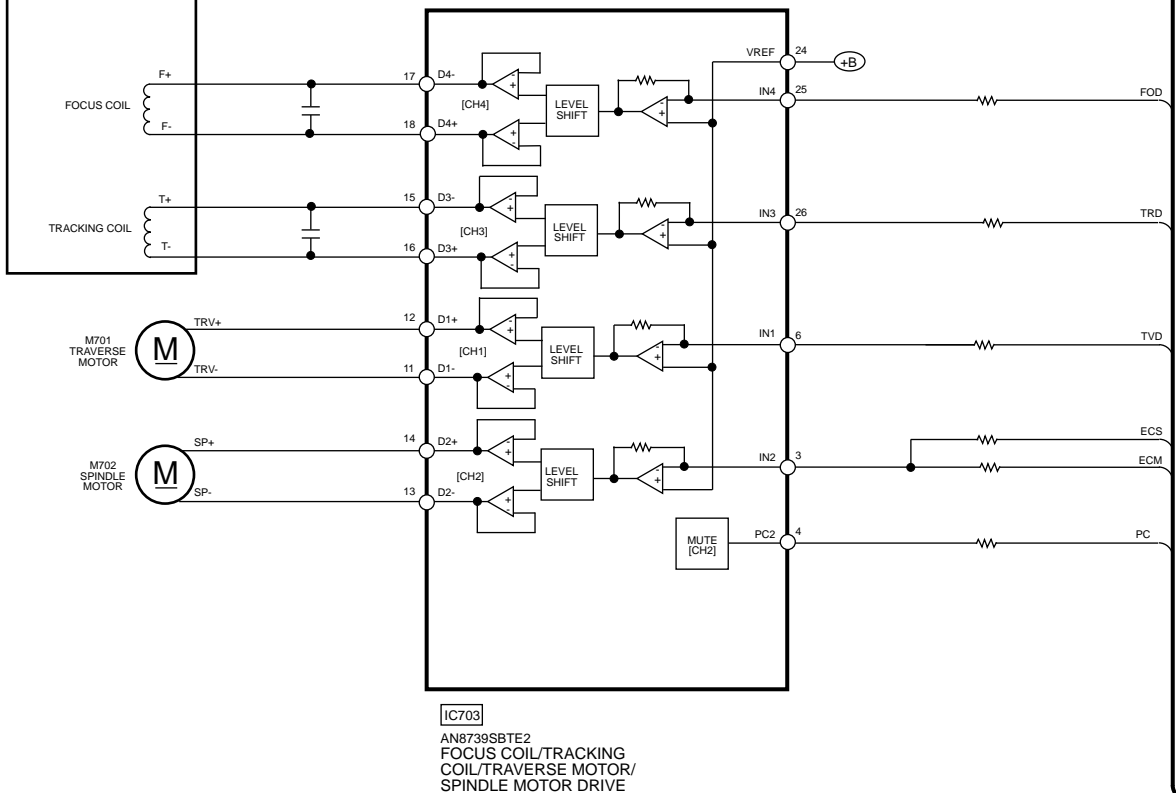 VREF
24
+B
F+
17
D4-
IN4
25
FOD
FOCUS COIL
[CH4]
LEVEL
SHIFT
F-
18
D4+
T+
15
D3-
IN3
26
TRD
TRACKING COIL
[CH3]
LEVEL
SHIFT
T-
16
D3+
TRV+
12
D1+
IN1
6
TVD
M701
TRAVERSE
MOTOR
M
[CH1]
LEVEL
SHIFT
TRV-
11
D1-
SP+
14
D2+
ECS
IN2
3
ECM
M702
SPINDLE
MOTOR
M
[CH2]
LEVEL
SHIFT
SP-
13
D2-
MUTE
[CH2]
PC2
4
PC
IC703
AN8739SBTE2
FOCUS COIL/TRACKING
COIL/TRAVERSE MOTOR/
SPINDLE MOTOR DRIVE